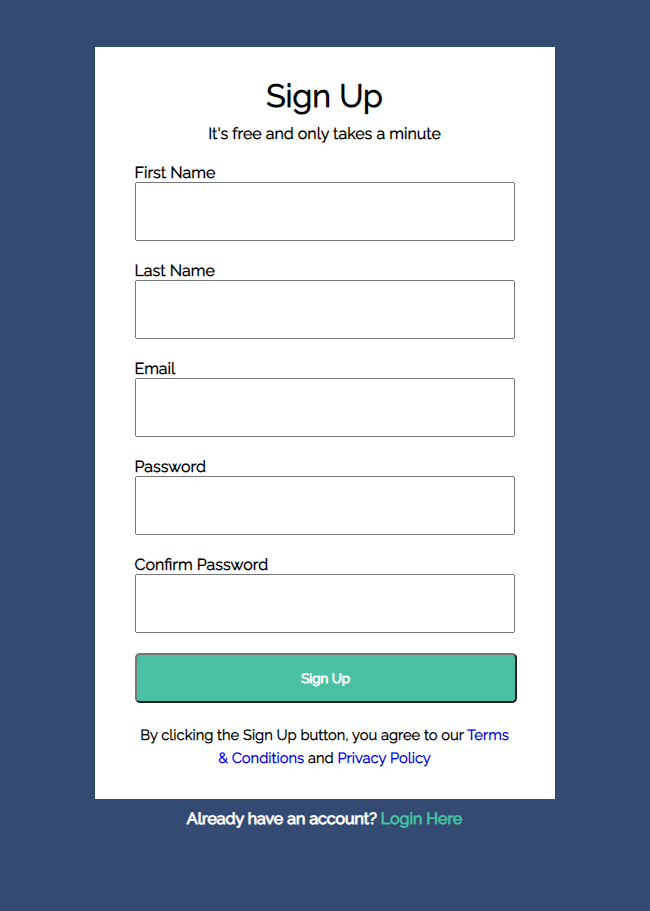 Sign Up
It's free and only takes a minute
First Name
Last Name
Email
Password
Confirm Password
Sign Up
By clicking the Sign Up button, you agree to our Terms
& Conditions and Privacy Policy
Already have an account? Login Here